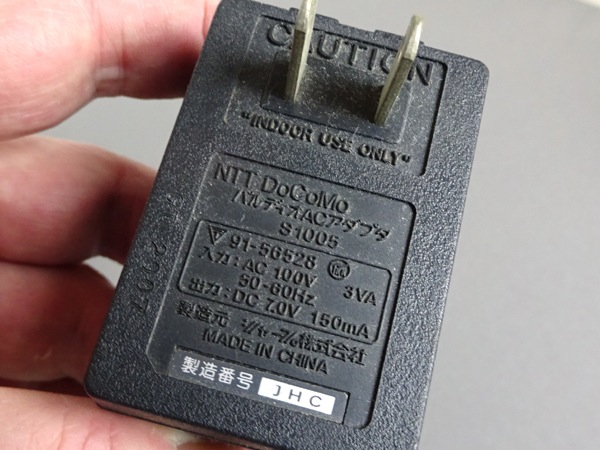 CAUTION
"INDOOR USE ONLY"
NTT DoCoMo
パルディオACアダプタ
S1005
91-56528
入力:AC 100V
50-60Hz 3VA
出力:DC 7.0V 150mA
製造元 シャープ株式会社
MADE IN CHINA
製造番号 JHC